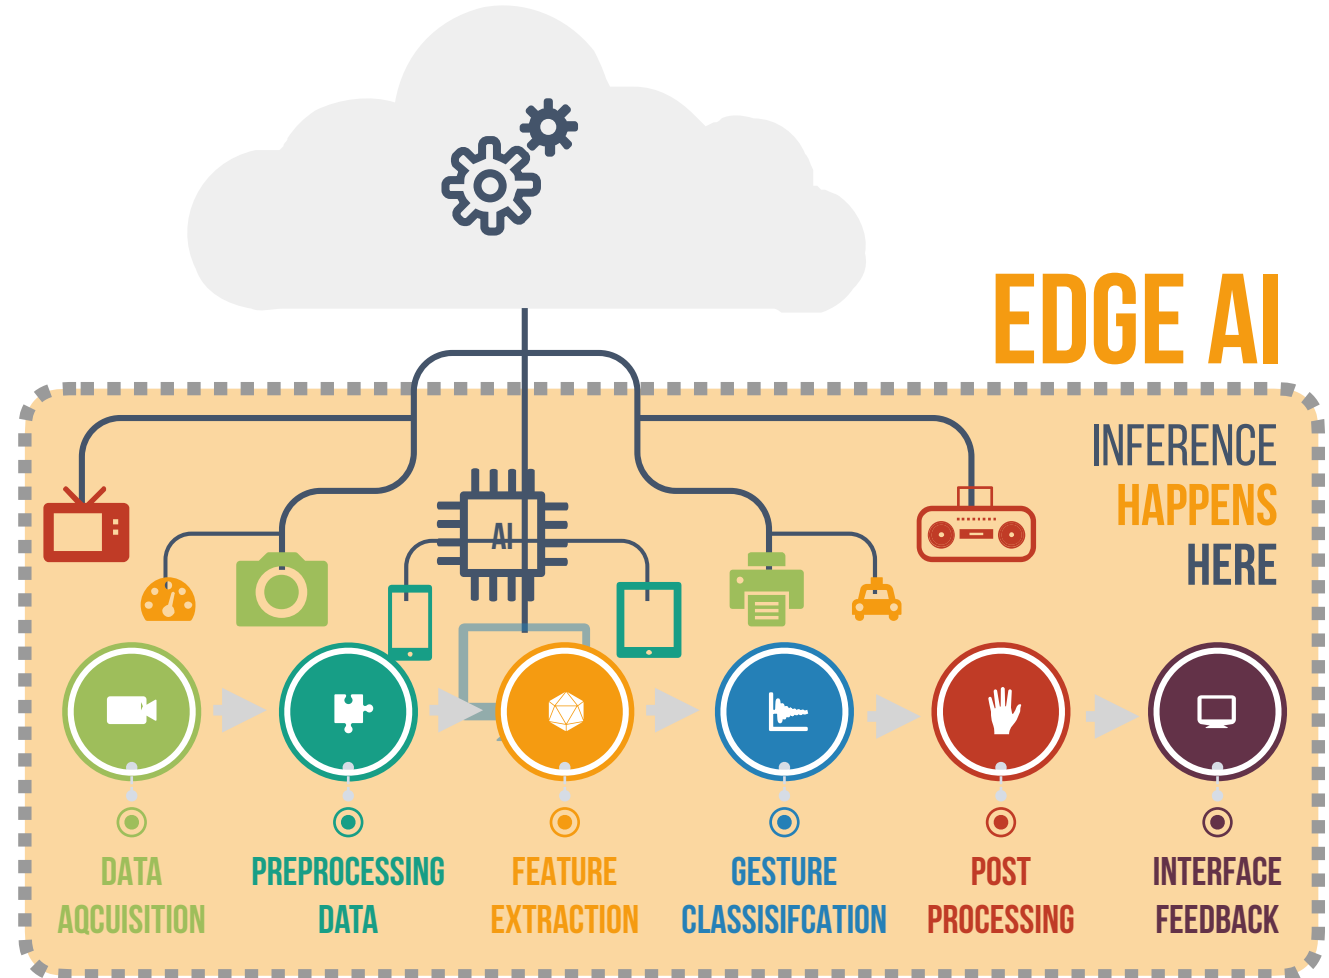 EDGE AI
INFERENCE
HAPPENS
HERE
AI
DATA
AQCUISITION
PREPROCESSING
DATA
FEATURE
EXTRACTION
GESTURE
CLASSISIFCATION
POST
PROCESSING
INTERFACE
FEEDBACK